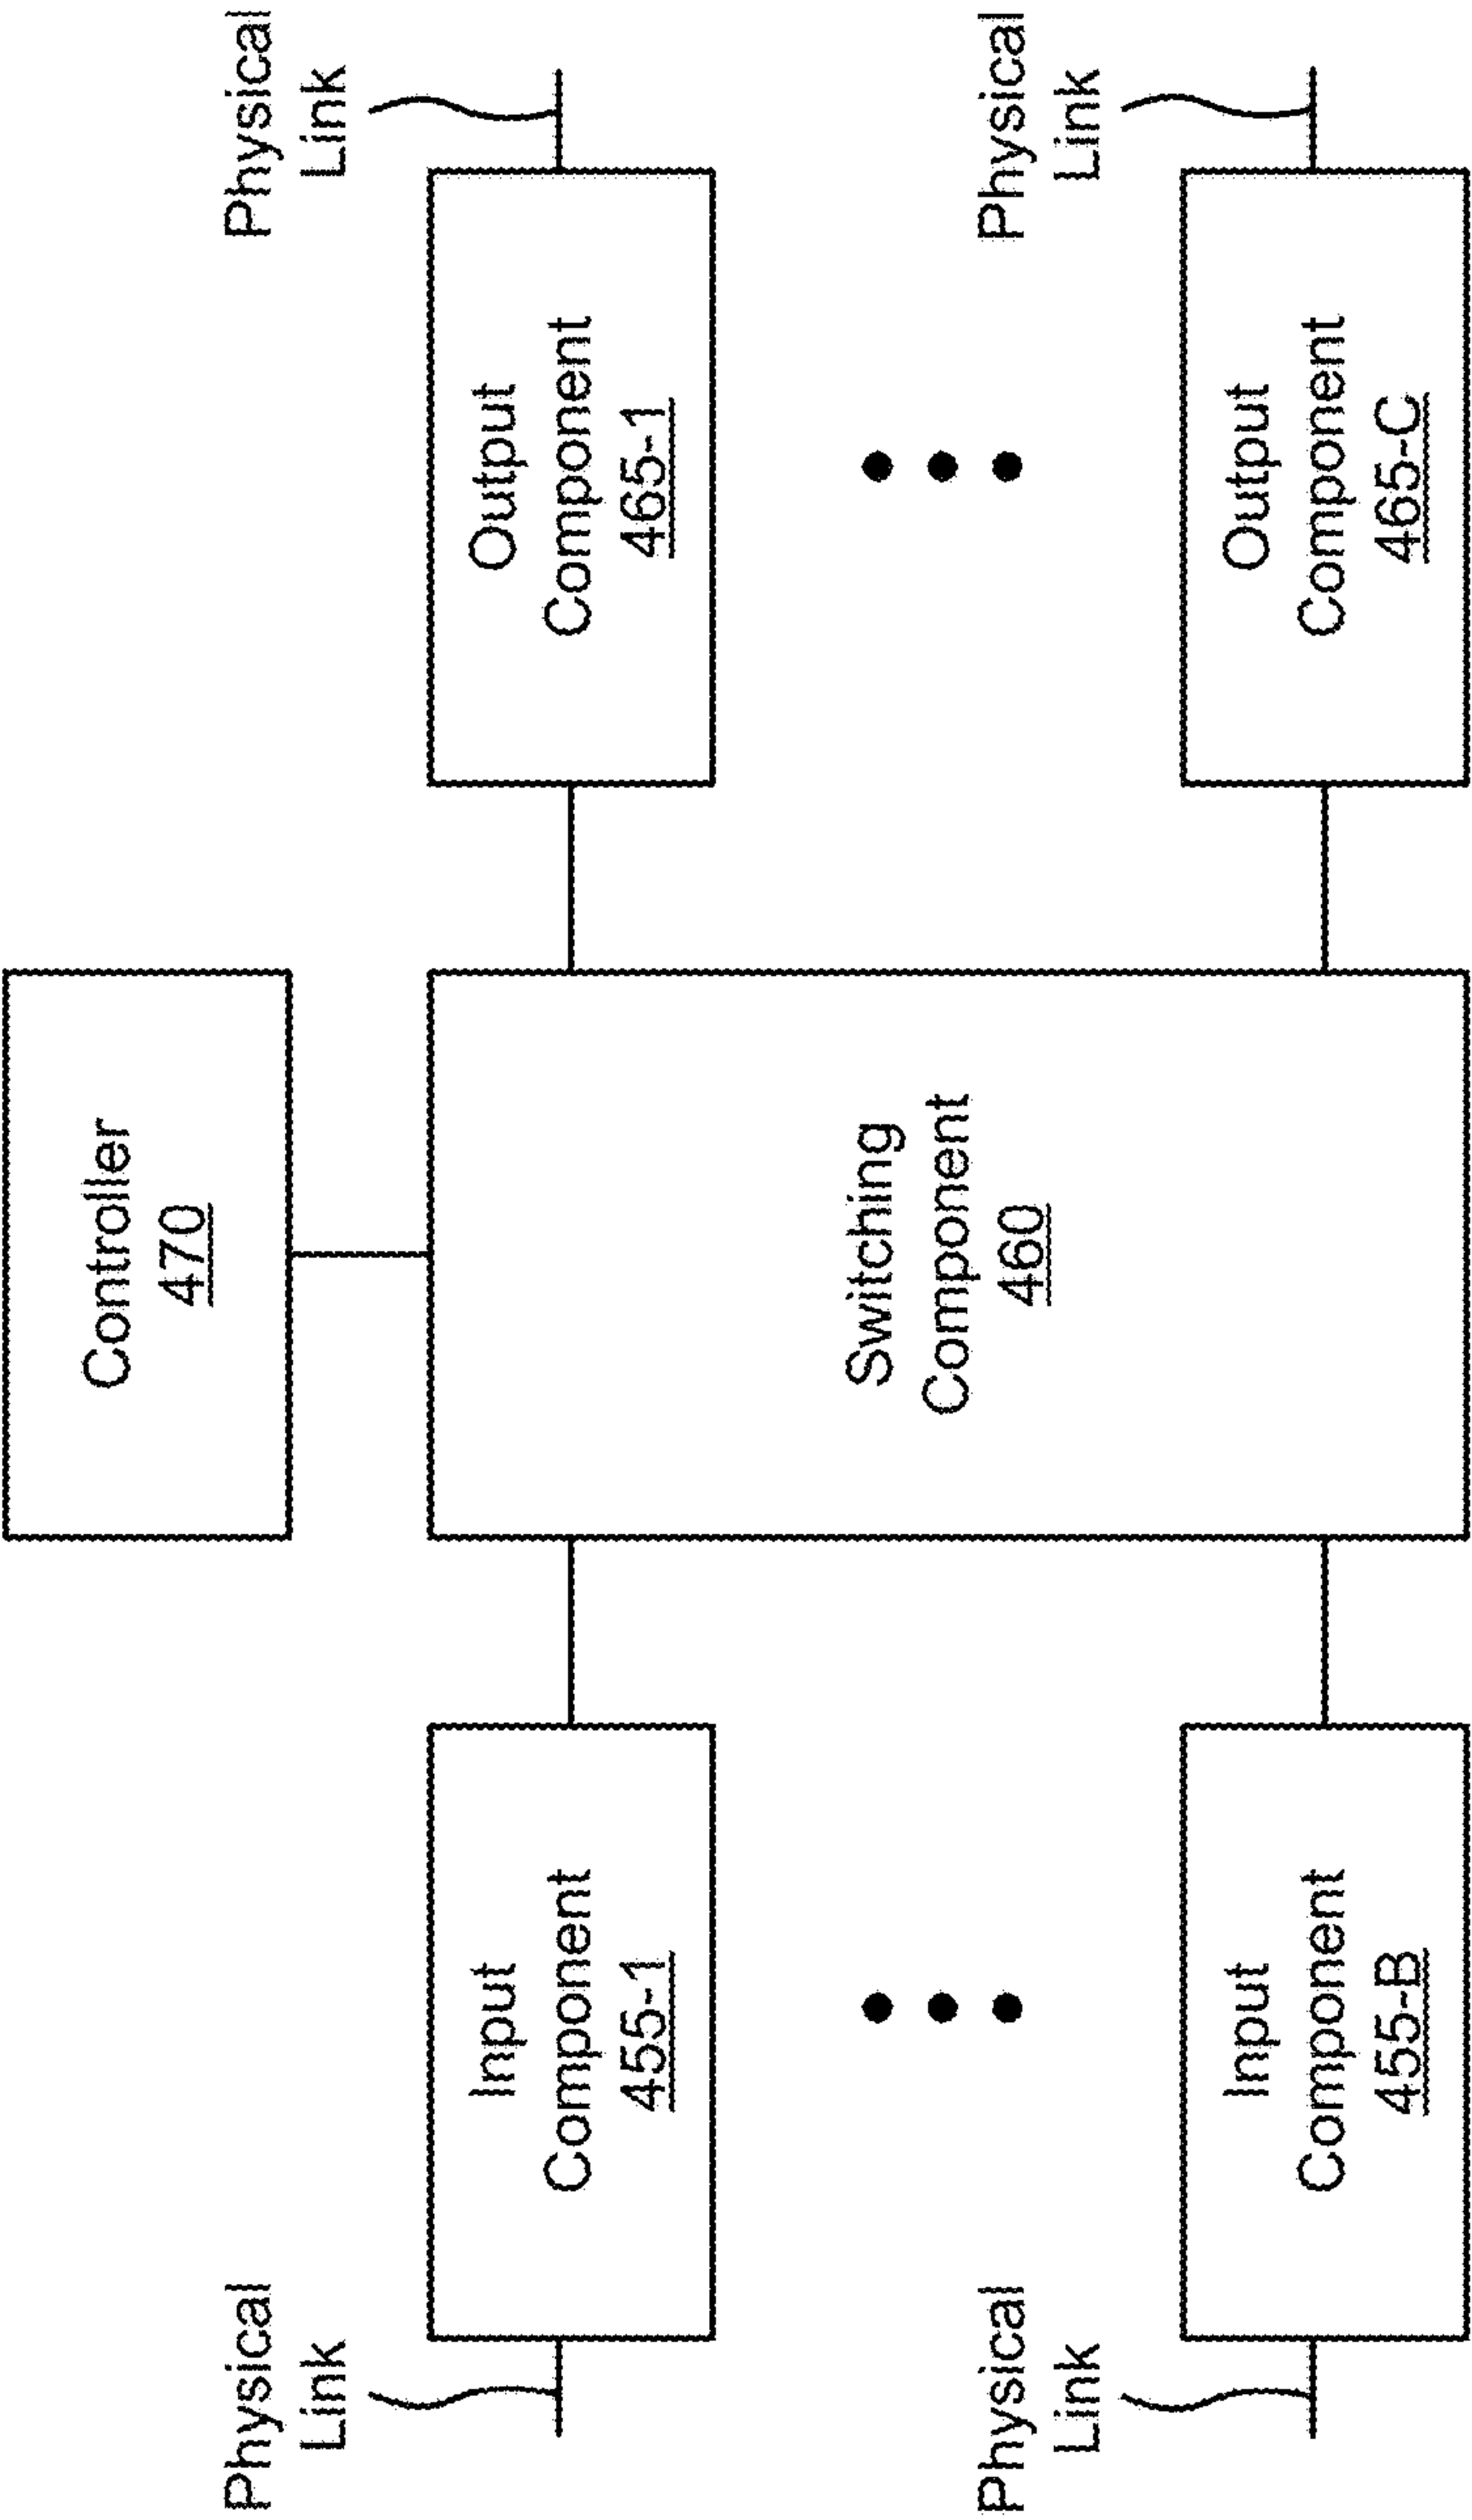 Controller
470
Physical
Link
Physical
Link
Input
Component
455-1
Switching
Component
460
Output
Component
465-1
Physical
Link
Physical
Link
Input
Component
455-B
Output
Component
465-C